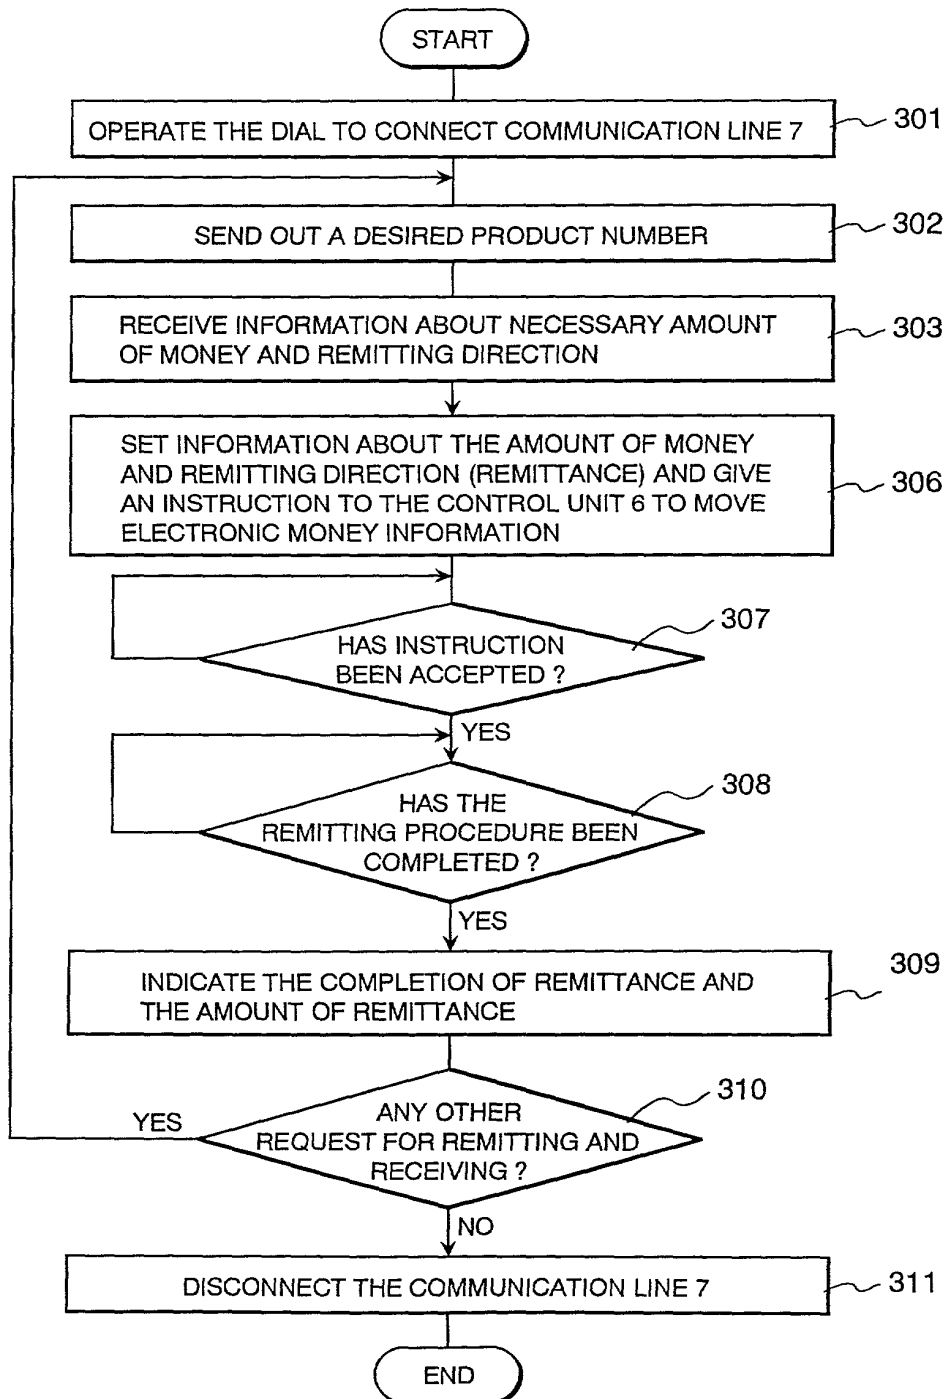 START
OPERATE THE DIAL TO CONNECT COMMUNICATION LINE 7
301
SEND OUT A DESIRED PRODUCT NUMBER
302
RECEIVE INFORMATION ABOUT NECESSARY AMOUNT
OF MONEY AND REMITTING DIRECTION
303
SET INFORMATION ABOUT THE AMOUNT OF MONEY
AND REMITTING DIRECTION (REMITTANCE) AND GIVE
AN INSTRUCTION TO THE CONTROL UNIT 6 TO MOVE
ELECTRONIC MONEY INFORMATION
306
HAS INSTRUCTION
BEEN ACCEPTED ?
307
YES
HAS THE
REMITTING PROCEDURE BEEN
COMPLETED ?
308
YES
INDICATE THE COMPLETION OF REMITTANCE AND
THE AMOUNT OF REMITTANCE
309
ANY OTHER
REQUEST FOR REMITTING AND
RECEIVING ?
310
YES
NO
DISCONNECT THE COMMUNICATION LINE 7
311
END